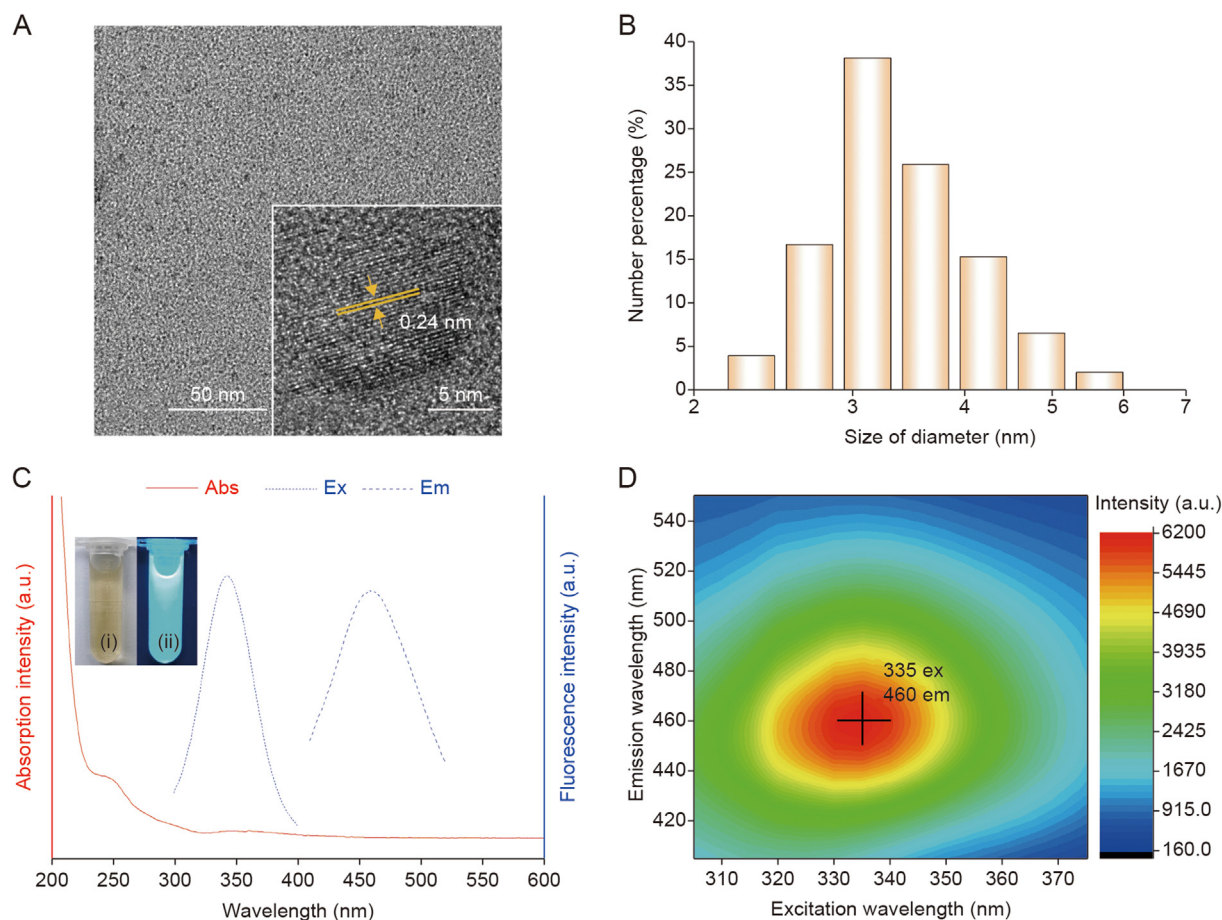 A
50 nm
0.24 nm
5 nm
B
Number percentage (%)
40
35
30
25
20
15
10
5
0
2
3
4
5
6
7
Size of diameter (nm)
C
Abs
Ex
Em
Absorption intensity (a.u.)
(i)
(ii)
Fluorescence intensity (a.u.)
200
250
300
350
400
450
500
550
600
Wavelength (nm)
D
Emission wavelength (nm)
540
520
500
480
460
440
420
335 ex
460 em
310
320
330
340
350
360
370
Excitation wavelength (nm)
Intensity (a.u.)
6200
5445
4690
3935
3180
2425
1670
915.0
160.0